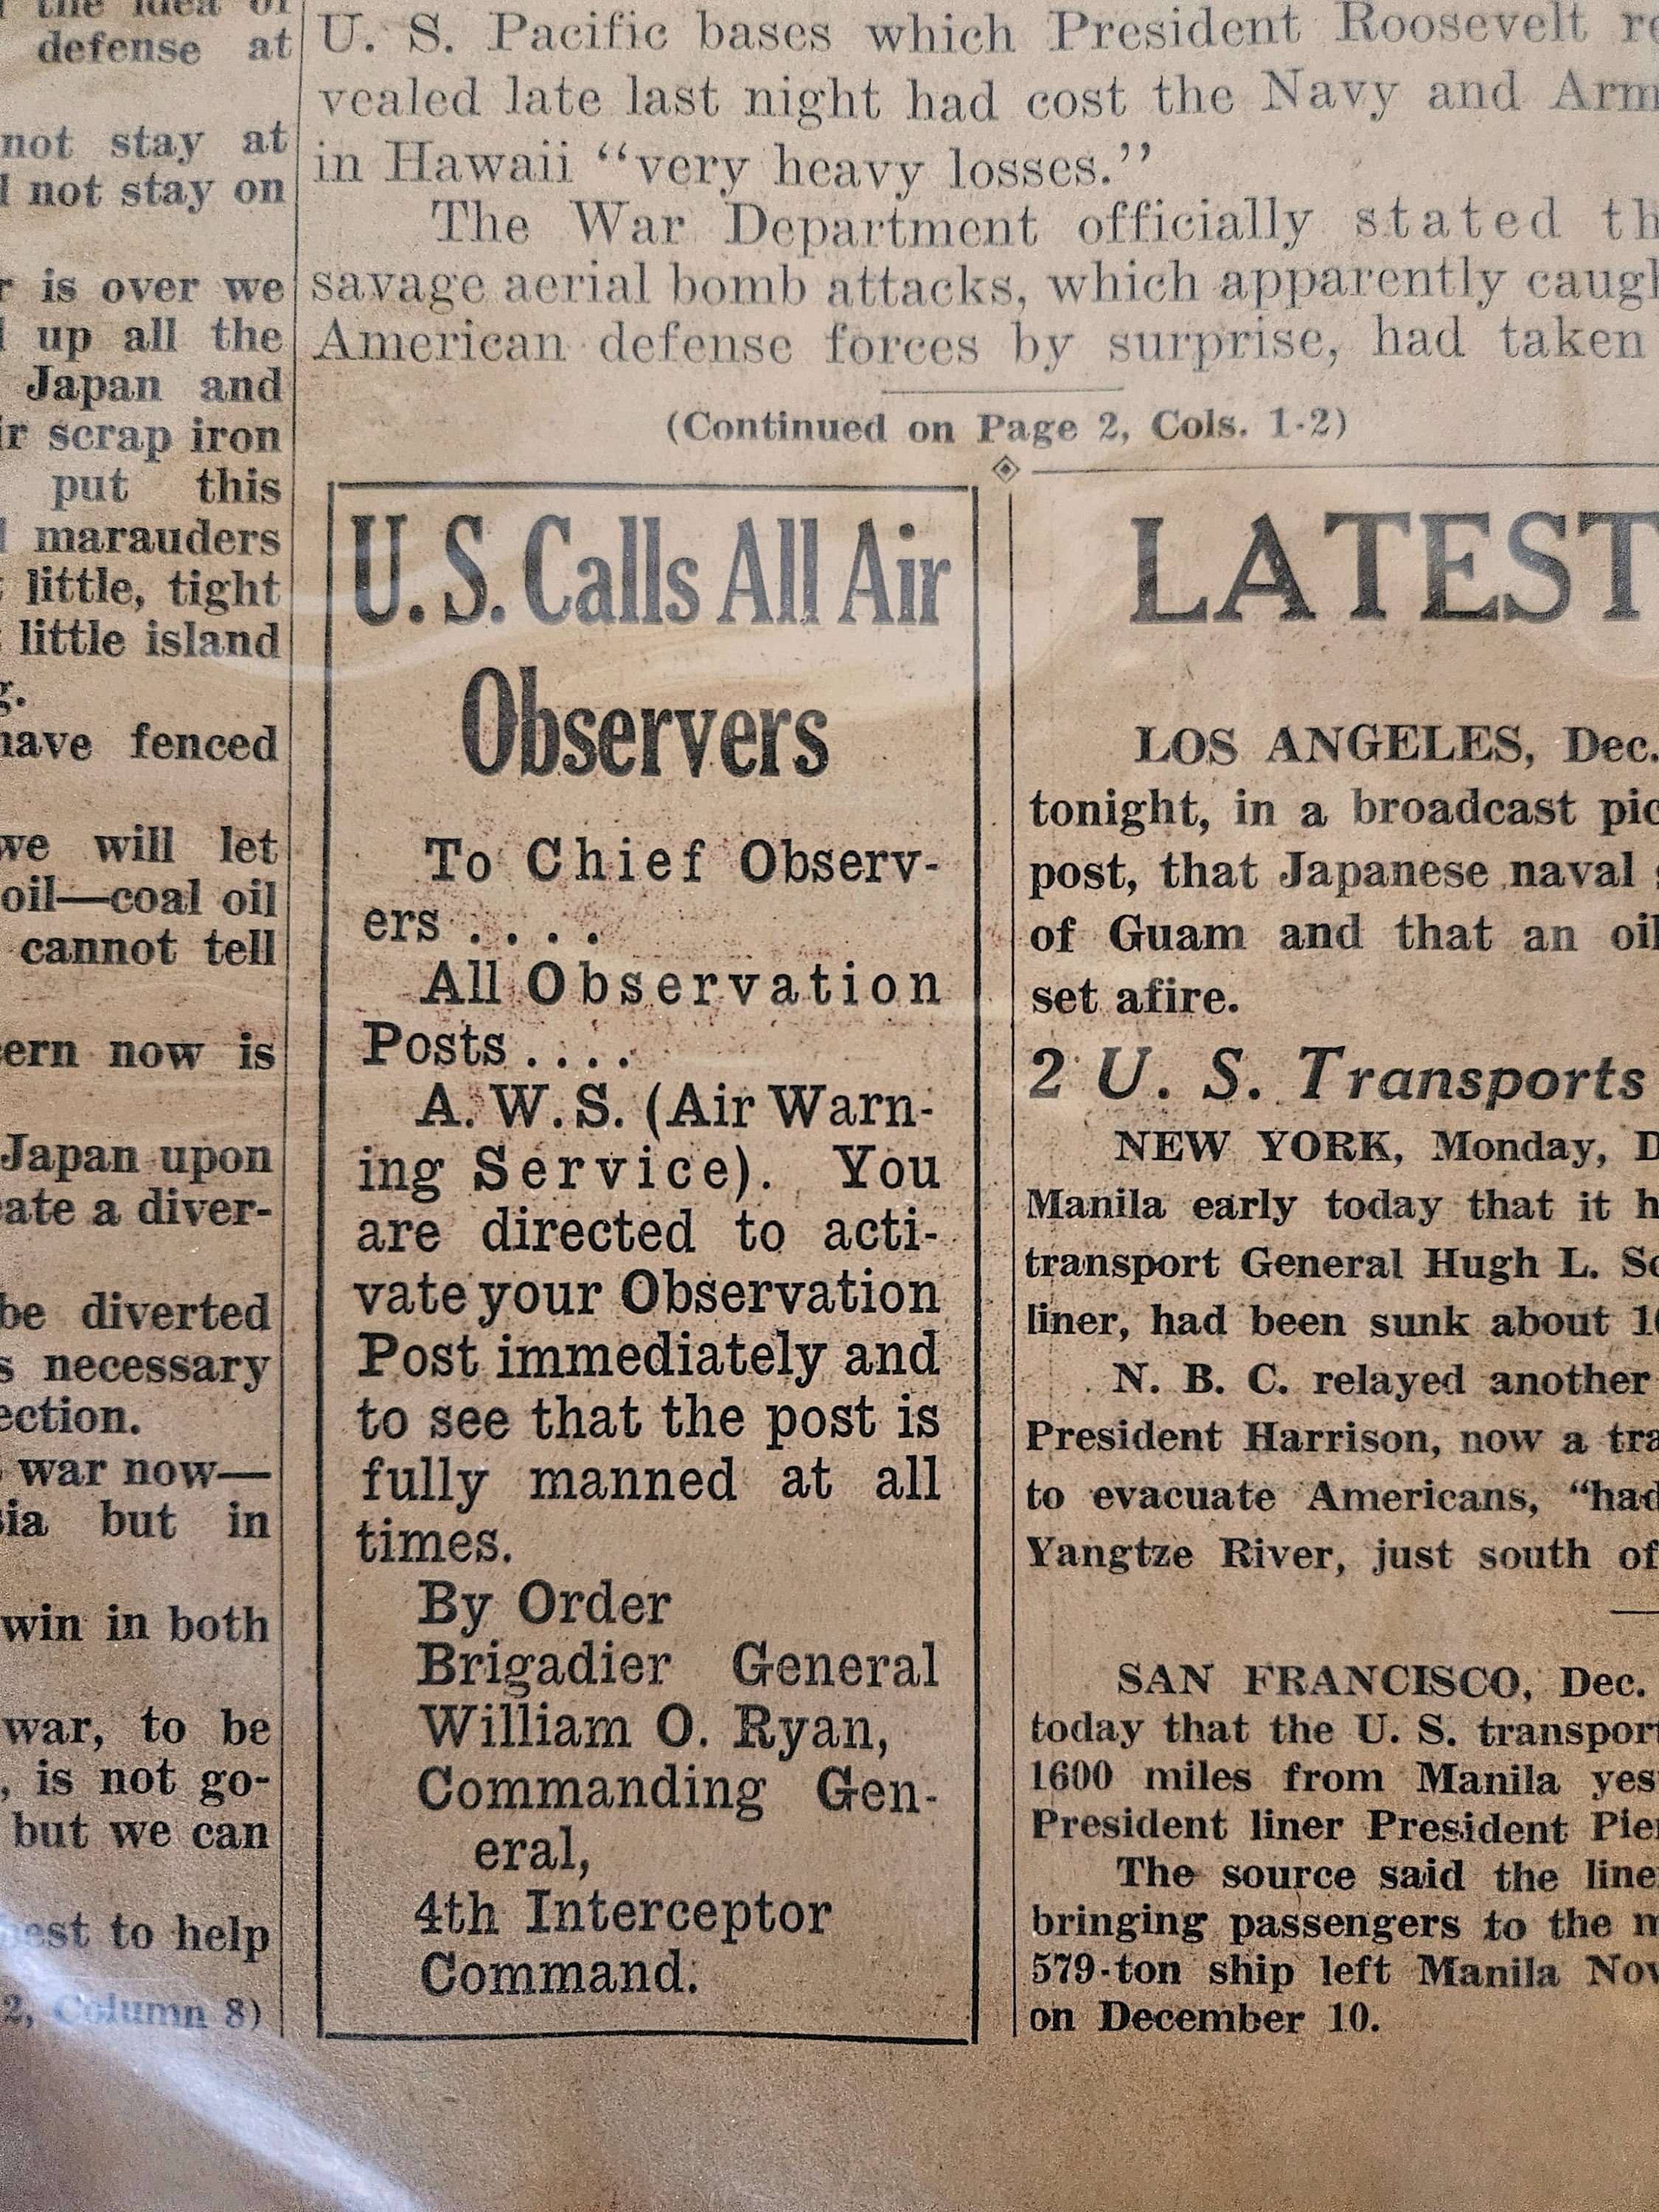 the idea of
defense at
not stay at
not stay on
is over we
up all the
Japan and
scrap iron
put this
marauders
little, tight
little island
have fenced
we will let
oil—coal oil
cannot tell
now is
Japan upon
a diver-
be diverted
necessary
war now—
but in
win in both
war, to be
, is not go-
but we can
to help
2, Column 8)
U. S. Pacific bases which President Roosevelt re
vealed late last night had cost the Navy and Arm
in Hawaii “very heavy losses.”
The War Department officially stated th
savage aerial bomb attacks, which apparently caugh
American defense forces by surprise, had taken
(Continued on Page 2, Cols. 1-2)
U. S. Calls All Air
Observers
To Chief Observ-
ers . . . .
All Observation
Posts . . . .
A. W. S. (Air Warn-
ing Service). You
are directed to acti-
vate your Observation
Post immediately and
to see that the post is
fully manned at all
times.
By Order
Brigadier General
William O. Ryan,
Commanding Gen-
eral,
4th Interceptor
Command.
LATEST
LOS ANGELES, Dec.
tonight, in a broadcast pic
post, that Japanese naval
of Guam and that an oil
set afire.
2 U. S. Transports
NEW YORK, Monday, D
Manila early today that it h
transport General Hugh L. Sc
liner, had been sunk about 16
N. B. C. relayed another
President Harrison, now a tra
to evacuate Americans, “had
Yangtze River, just south of
SAN FRANCISCO, Dec.
today that the U. S. transport
1600 miles from Manila yes
President liner President Pier
The source said the line
bringing passengers to the m
579-ton ship left Manila Nov
on December 10.